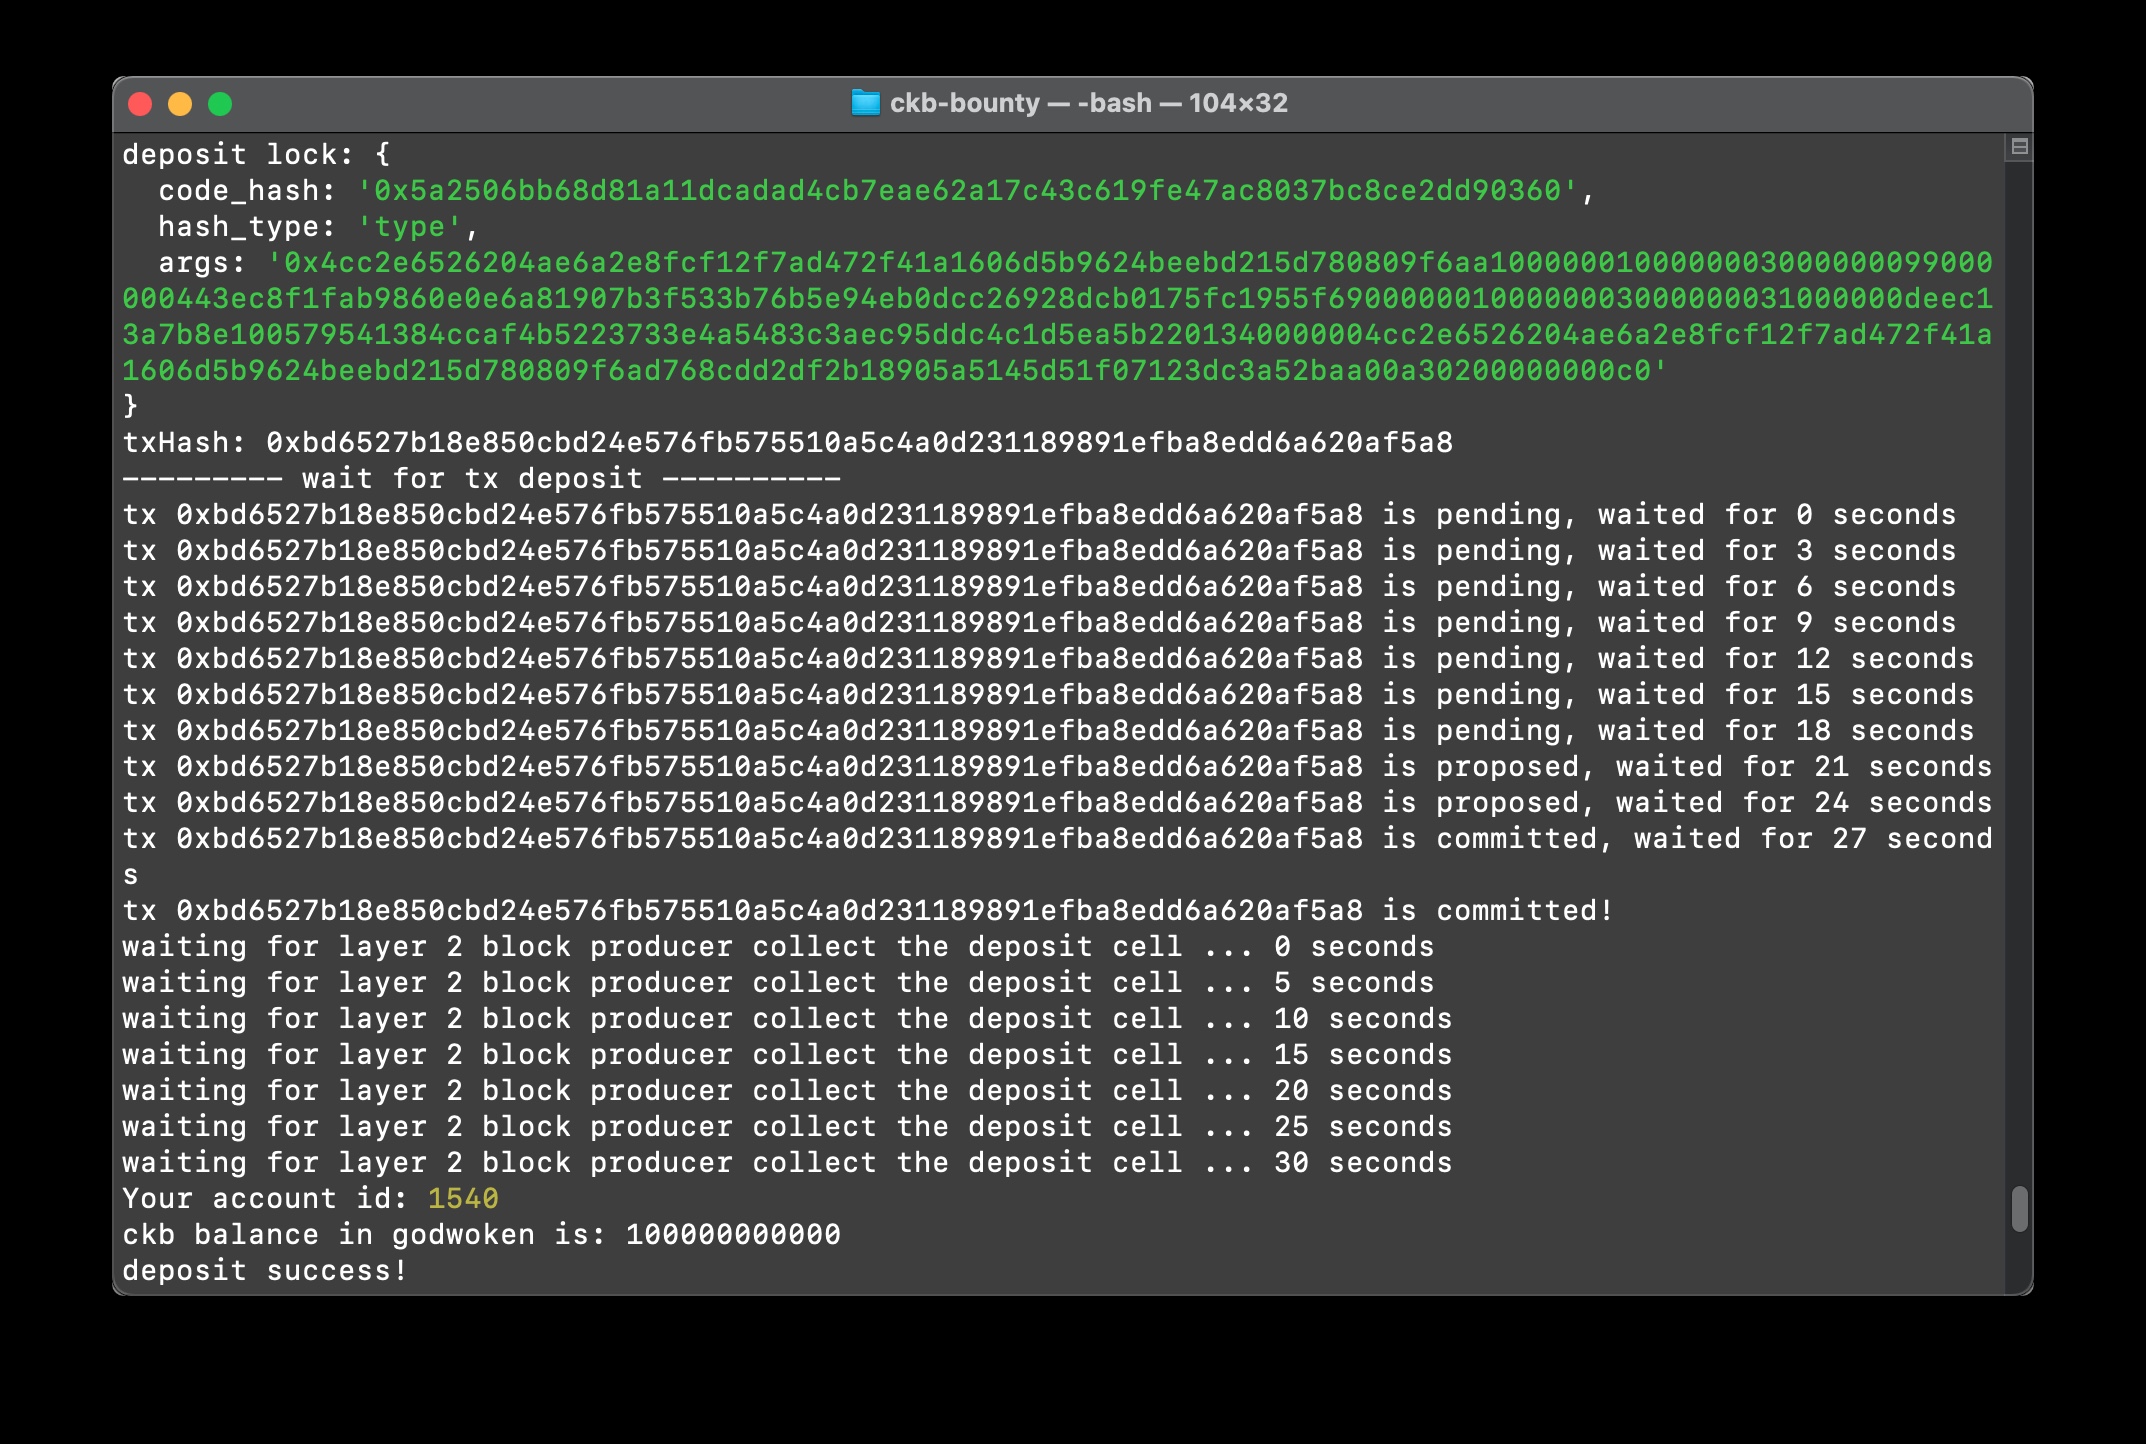 ckb-bounty — -bash — 104×32
deposit lock: {
  code_hash: '0x5a2506bb68d81a11dcadad4cb7eae62a17c43c619fe47ac8037bc8ce2dd90360',
  hash_type: 'type',
  args: '0x4cc2e6526204ae6a2e8fcf12f7ad472f41a1606d5b9624beebd215d780809f6aa1000000100000003000000099000
000443ec8f1fab9860e0e6a81907b3f533b76b5e94eb0dcc26928dcb0175fc1955f69000000010000000300000031000000deec1
3a7b8e100579541384ccaf4b5223733e4a5483c3aec95ddc4c1d5ea5b2201340000004cc2e6526204ae6a2e8fcf12f7ad472f41a
1606d5b9624beebd215d780809f6ad768cdd2df2b18905a5145d51f07123dc3a52baa00a30200000000c0'
}
txHash: 0xbd6527b18e850cbd24e576fb575510a5c4a0d231189891efba8edd6a620af5a8
--------- wait for tx deposit ----------
tx 0xbd6527b18e850cbd24e576fb575510a5c4a0d231189891efba8edd6a620af5a8 is pending, waited for 0 seconds
tx 0xbd6527b18e850cbd24e576fb575510a5c4a0d231189891efba8edd6a620af5a8 is pending, waited for 3 seconds
tx 0xbd6527b18e850cbd24e576fb575510a5c4a0d231189891efba8edd6a620af5a8 is pending, waited for 6 seconds
tx 0xbd6527b18e850cbd24e576fb575510a5c4a0d231189891efba8edd6a620af5a8 is pending, waited for 9 seconds
tx 0xbd6527b18e850cbd24e576fb575510a5c4a0d231189891efba8edd6a620af5a8 is pending, waited for 12 seconds
tx 0xbd6527b18e850cbd24e576fb575510a5c4a0d231189891efba8edd6a620af5a8 is pending, waited for 15 seconds
tx 0xbd6527b18e850cbd24e576fb575510a5c4a0d231189891efba8edd6a620af5a8 is pending, waited for 18 seconds
tx 0xbd6527b18e850cbd24e576fb575510a5c4a0d231189891efba8edd6a620af5a8 is proposed, waited for 21 seconds
tx 0xbd6527b18e850cbd24e576fb575510a5c4a0d231189891efba8edd6a620af5a8 is proposed, waited for 24 seconds
tx 0xbd6527b18e850cbd24e576fb575510a5c4a0d231189891efba8edd6a620af5a8 is committed, waited for 27 second
s
tx 0xbd6527b18e850cbd24e576fb575510a5c4a0d231189891efba8edd6a620af5a8 is committed!
waiting for layer 2 block producer collect the deposit cell ... 0 seconds
waiting for layer 2 block producer collect the deposit cell ... 5 seconds
waiting for layer 2 block producer collect the deposit cell ... 10 seconds
waiting for layer 2 block producer collect the deposit cell ... 15 seconds
waiting for layer 2 block producer collect the deposit cell ... 20 seconds
waiting for layer 2 block producer collect the deposit cell ... 25 seconds
waiting for layer 2 block producer collect the deposit cell ... 30 seconds
Your account id: 1540
ckb balance in godwoken is: 100000000000
deposit success!